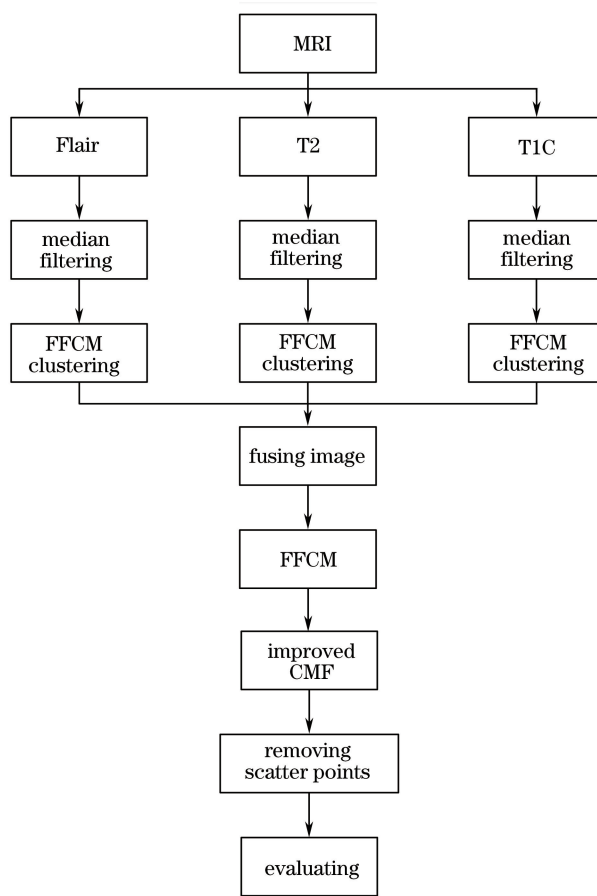 MRI
Flair
T2
T1C
median
filtering
median
filtering
median
filtering
FFCM
clustering
FFCM
clustering
FFCM
clustering
fusing image
FFCM
improved
CMF
removing
scatter points
evaluating